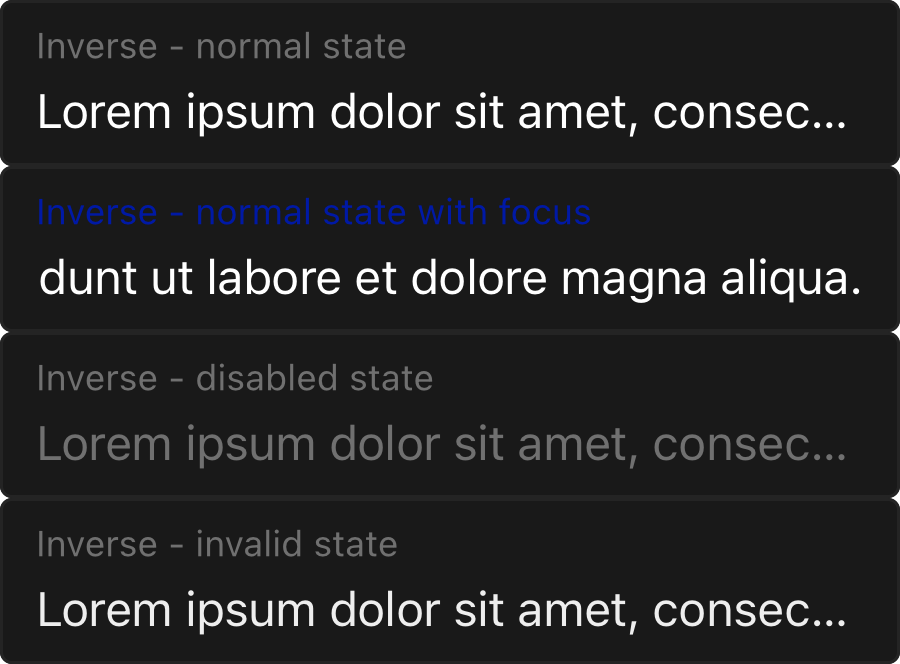 Inverse - normal state
Lorem ipsum dolor sit amet, consec...
Inverse - normal state with focus
dunt ut labore et dolore magna aliqua.
Inverse - disabled state
Lorem ipsum dolor sit amet, consec...
Inverse - invalid state
Lorem ipsum dolor sit amet, consec...